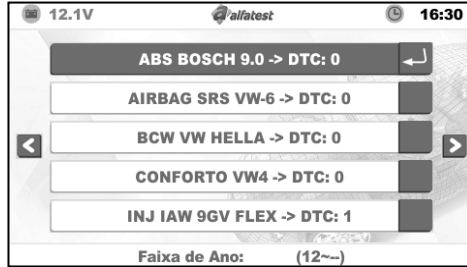 12.1V alfatest 16:30
ABS BOSCH 9.0 -> DTC: 0
AIRBAG SRS VW-6 -> DTC: 0
BCW VW HELLA -> DTC: 0
CONFORTO VW4 -> DTC: 0
INJ IAW 9GV FLEX -> DTC: 1
Faixa de Ano: (12~--)